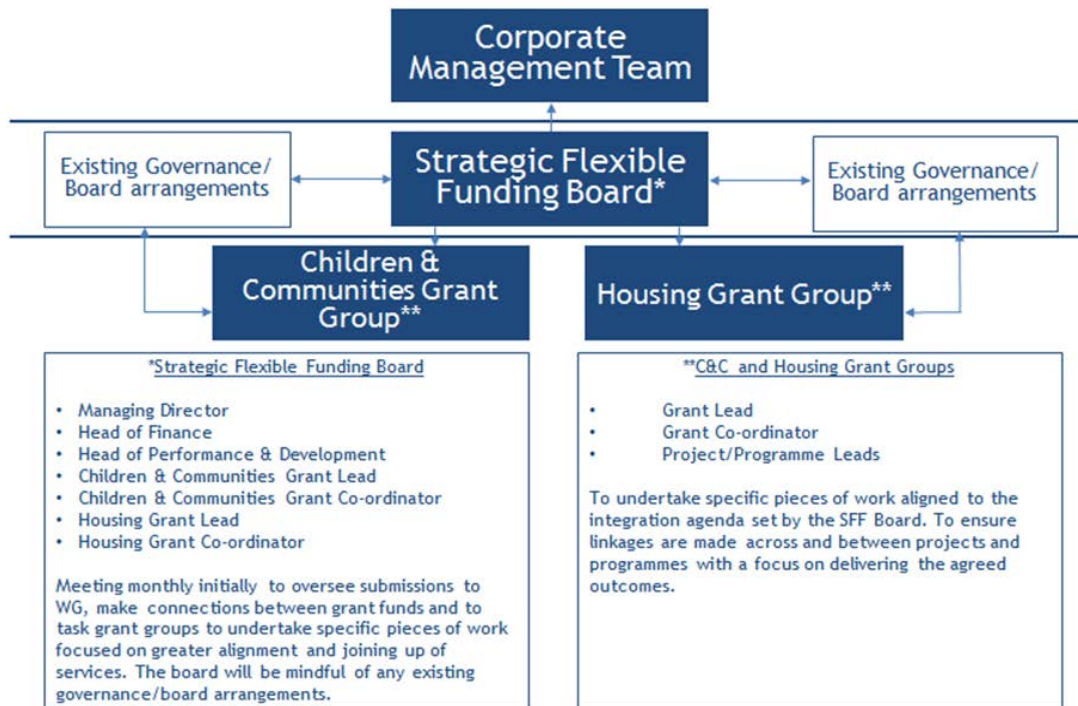 Corporate
Management Team
Existing Governance/
Board arrangements
Strategic Flexible
Funding Board*
Existing Governance/
Board arrangements
Children &
Communities Grant
Group**
Housing Grant Group**
*Strategic Flexible Funding Board
• Managing Director
• Head of Finance
• Head of Performance & Development
• Children & Communities Grant Lead
• Children & Communities Grant Co-ordinator
• Housing Grant Lead
• Housing Grant Co-ordinator
Meeting monthly initially to oversee submissions to
WG, make connections between grant funds and to
task grant groups to undertake specific pieces of work
focused on greater alignment and joining up of
services. The board will be mindful of any existing
governance/board arrangements.
**C&C and Housing Grant Groups
• Grant Lead
• Grant Co-ordinator
• Project/Programme Leads
To undertake specific pieces of work aligned to the
integration agenda set by the SFF Board. To ensure
linkages are made across and between projects and
programmes with a focus on delivering the agreed
outcomes.